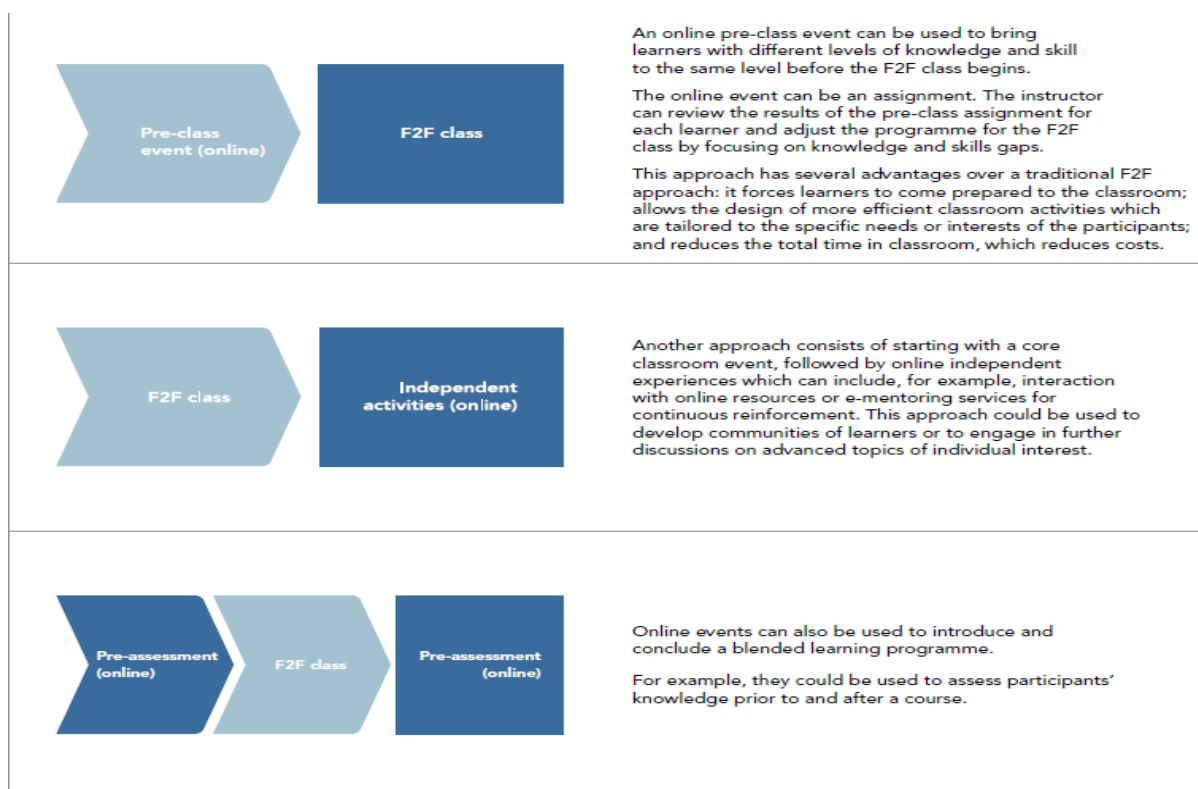 Pre-class
event (online)
F2F class
An online pre-class event can be used to bring
learners with different levels of knowledge and skill
to the same level before the F2F class begins.
The online event can be an assignment. The instructor
can review the results of the pre-class assignment for
each learner and adjust the programme for the F2F
class by focusing on knowledge and skills gaps.
This approach has several advantages over a traditional F2F
approach: it forces learners to come prepared to the classroom;
allows the design of more efficient classroom activities which
are tailored to the specific needs or interests of the participants;
and reduces the total time in classroom, which reduces costs.
F2F class
Independent
activities (online)
Another approach consists of starting with a core
classroom event, followed by online independent
experiences which can include, for example, interaction
with online resources or e-mentoring services for
continuous reinforcement. This approach could be used to
develop communities of learners or to engage in further
discussions on advanced topics of individual interest.
Pre-assessment
(online)
F2F class
Pre-assessment
(online)
Online events can also be used to introduce and
conclude a blended learning programme.
For example, they could be used to assess participants’
knowledge prior to and after a course.